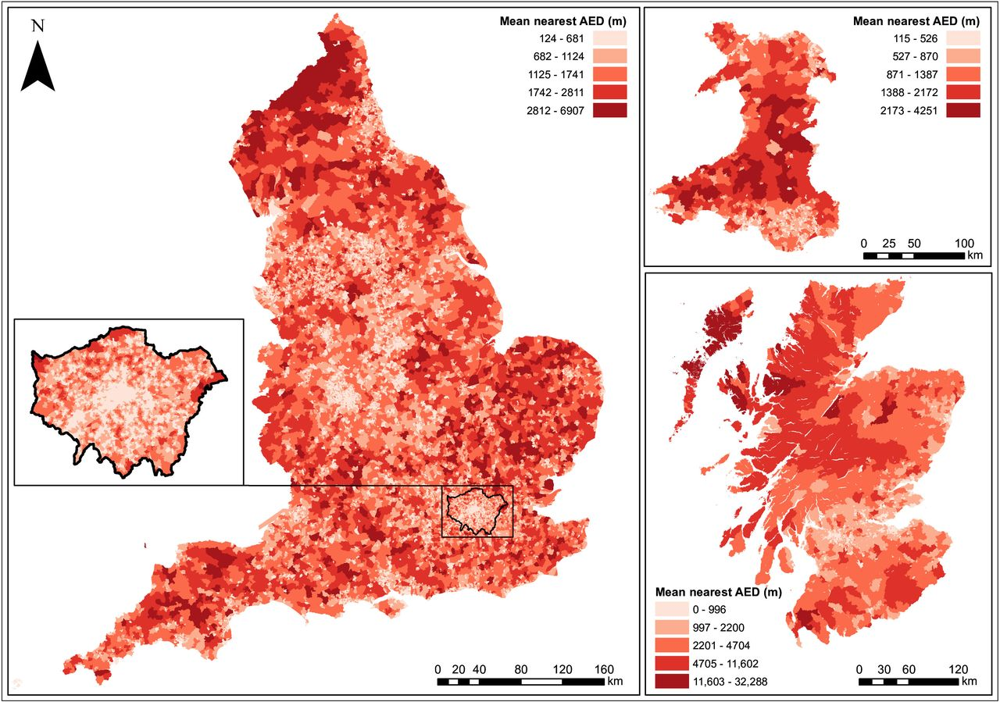 N
Mean nearest AED (m)
124 - 681
682 - 1124
1125 - 1741
1742 - 2811
2812 - 6907
0 20 40 80 120 160
km
Mean nearest AED (m)
115 - 526
527 - 870
871 - 1387
1388 - 2172
2173 - 4251
0 25 50 100
km
Mean nearest AED (m)
0 - 996
997 - 2200
2201 - 4704
4705 - 11,602
11,603 - 32,288
0 30 60 120
km